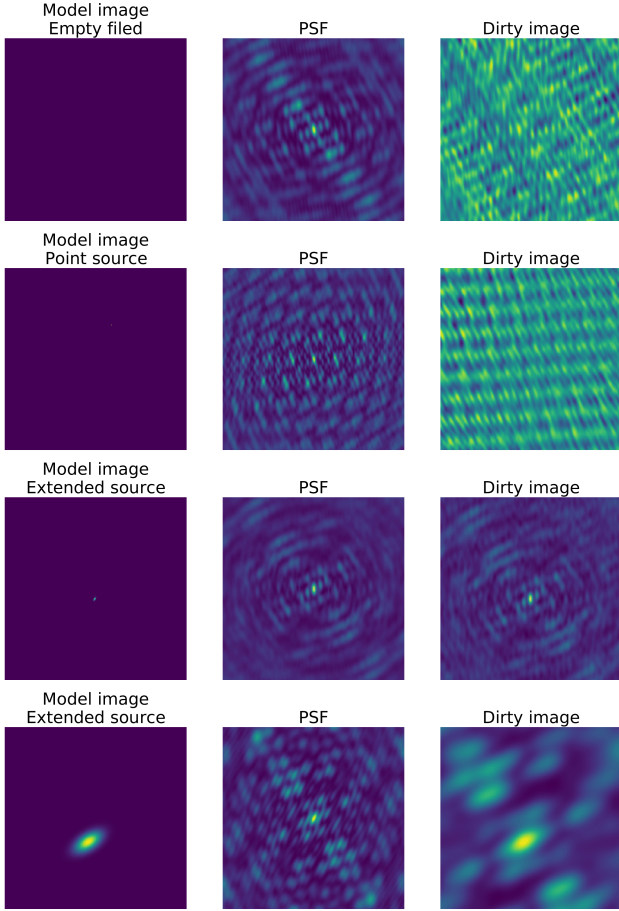 Model image
Empty filed
PSF
Dirty image
Model image
Point source
PSF
Dirty image
Model image
Extended source
PSF
Dirty image
Model image
Extended source
PSF
Dirty image